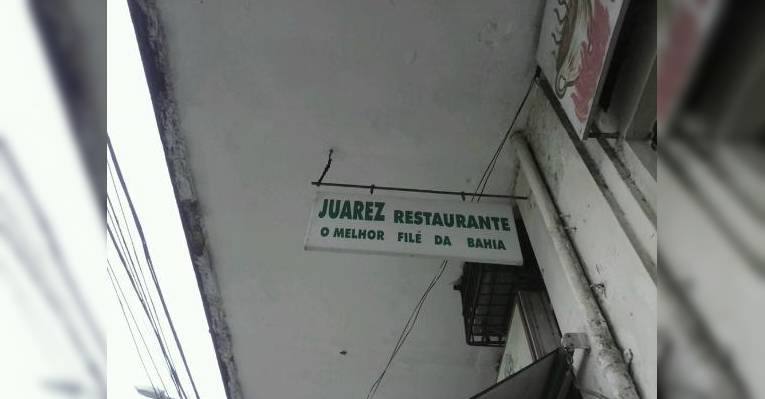 JUAREZ RESTAURANTE
O MELHOR FILÉ DA BAHIA